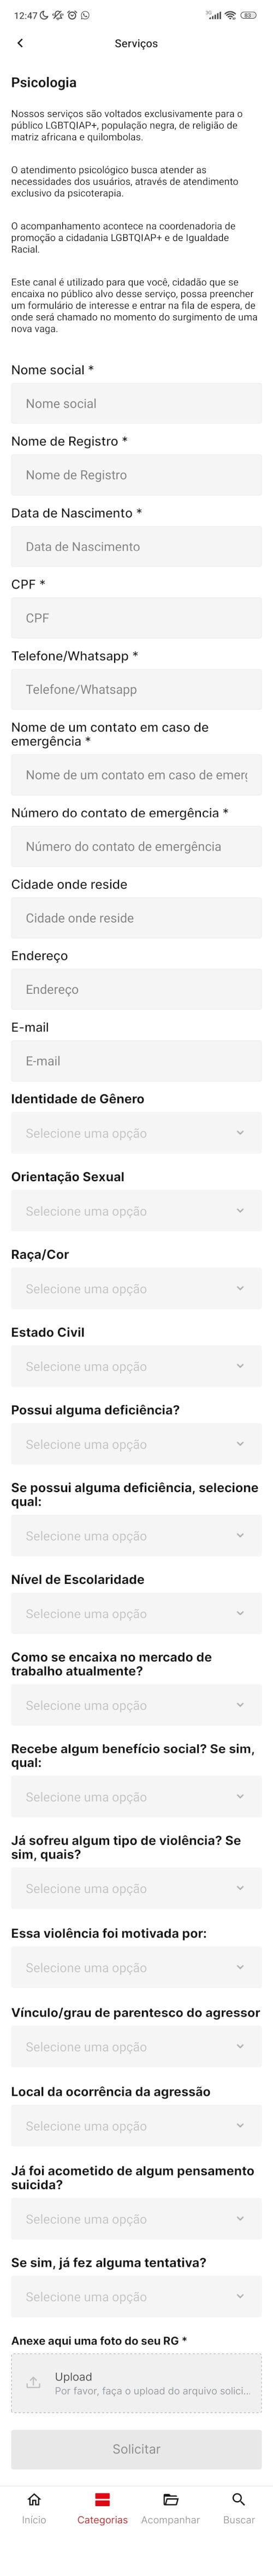 12:47
3G
83
Serviços
Psicologia
Nossos serviços são voltados exclusivamente para o
público LGBTQIAP+, população negra, de religião de
matriz africana e quilombolas.
O atendimento psicológico busca atender as
necessidades dos usuários, através de atendimento
exclusivo da psicoterapia.
O acompanhamento acontece na coordenadoria de
promoção a cidadania LGBTQIAP+ e de Igualdade
Racial.
Este canal é utilizado para que você, cidadão que se
encaixa no público alvo desse serviço, possa preencher
um formulário de interesse e entrar na fila de espera, de
onde será chamado no momento do surgimento de uma
nova vaga.
Nome social *
Nome social
Nome de Registro *
Nome de Registro
Data de Nascimento *
Data de Nascimento
CPF *
CPF
Telefone/Whatsapp *
Telefone/Whatsapp
Nome de um contato em caso de
emergência *
Nome de um contato em caso de emerg
Número do contato de emergência *
Número do contato de emergência
Cidade onde reside
Cidade onde reside
Endereço
Endereço
E-mail
E-mail
Identidade de Gênero
Selecione uma opção
Orientação Sexual
Selecione uma opção
Raça/Cor
Selecione uma opção
Estado Civil
Selecione uma opção
Possui alguma deficiência?
Selecione uma opção
Se possui alguma deficiência, selecione
qual:
Selecione uma opção
Nível de Escolaridade
Selecione uma opção
Como se encaixa no mercado de
trabalho atualmente?
Selecione uma opção
Recebe algum benefício social? Se sim,
qual:
Selecione uma opção
Já sofreu algum tipo de violência? Se
sim, quais?
Selecione uma opção
Essa violência foi motivada por:
Selecione uma opção
Vínculo/grau de parentesco do agressor
Selecione uma opção
Local da ocorrência da agressão
Selecione uma opção
Já foi acometido de algum pensamento
suicida?
Selecione uma opção
Se sim, já fez alguma tentativa?
Selecione uma opção
Anexe aqui uma foto do seu RG *
Upload
Por favor, faça o upload do arquivo solici...
Solicitar
Início Categorias Acompanhar Buscar